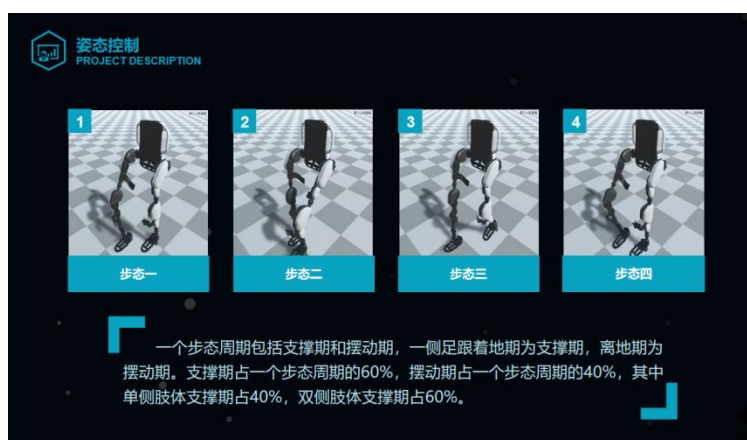 姿态控制
PROJECT DESCRIPTION
1
2
3
4
步态一
步态二
步态三
步态四
一个步态周期包括支撑期和摆动期，一侧足跟着地期为支撑期，离地期为
摆动期。支撑期占一个步态周期的60%，摆动期占一个步态周期的40%，其中
单侧肢体支撑期占40%，双侧肢体支撑期占60%。